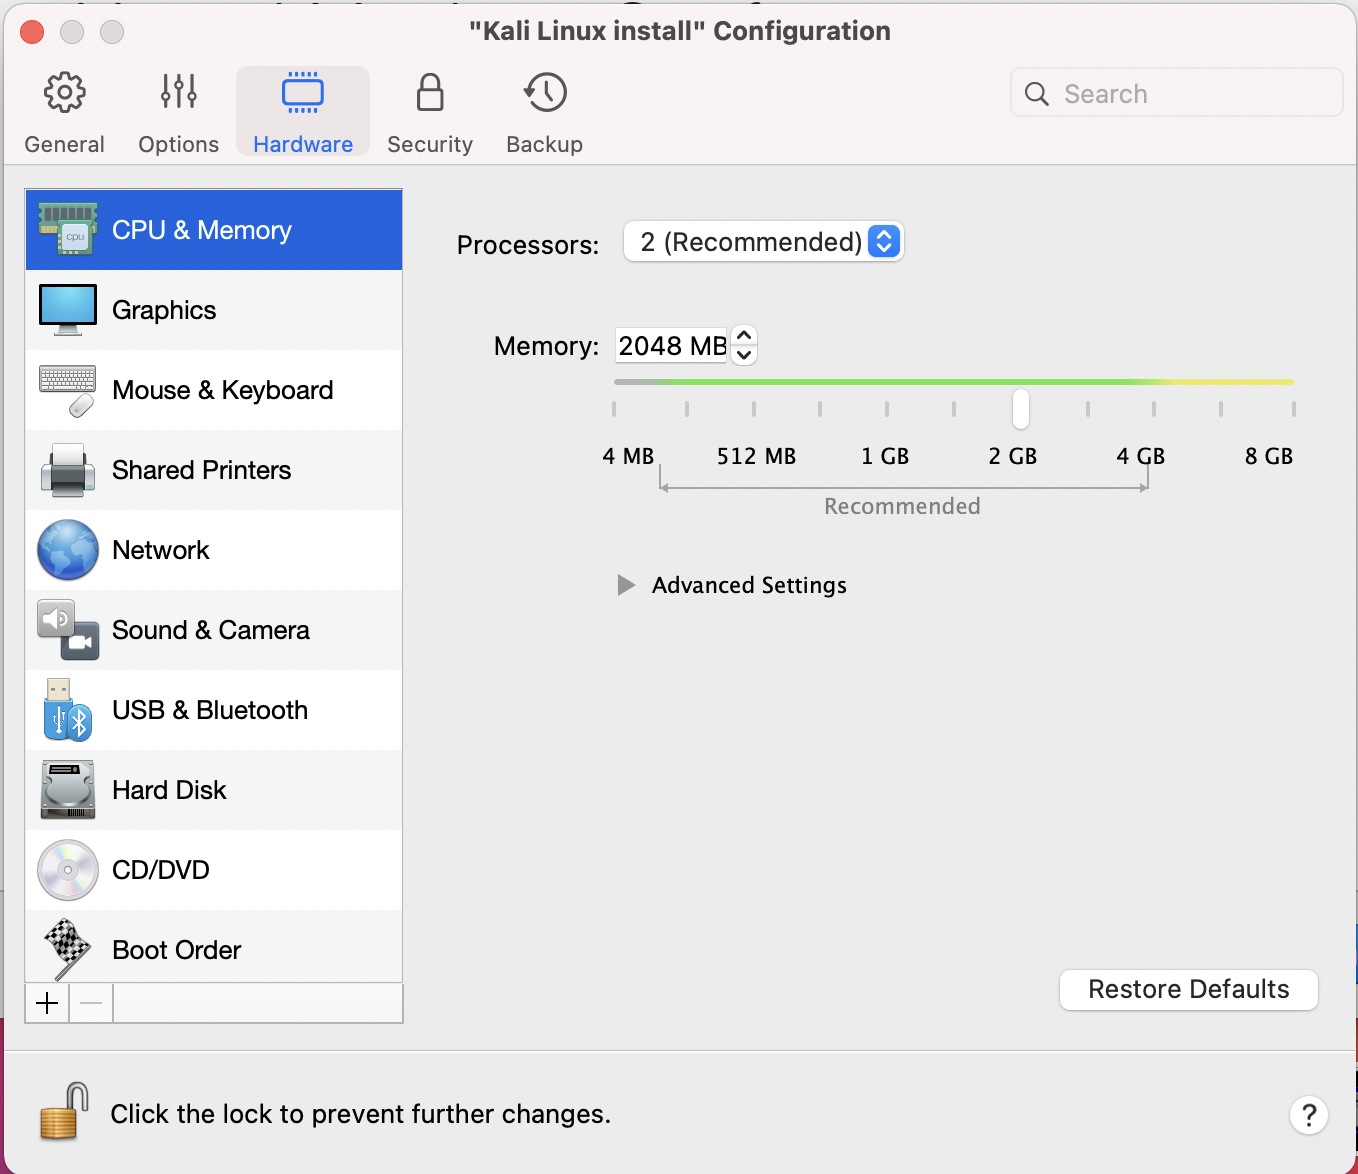 "Kali Linux install" Configuration
General
Options
Hardware
Security
Backup
Search
CPU & Memory
cpu
Graphics
Mouse & Keyboard
Shared Printers
Network
Sound & Camera
USB & Bluetooth
Hard Disk
CD/DVD
Boot Order
Processors: 2 (Recommended)
Memory: 2048 MB
4 MB 512 MB 1 GB 2 GB 4 GB 8 GB
Recommended
Advanced Settings
Restore Defaults
Click the lock to prevent further changes.
?